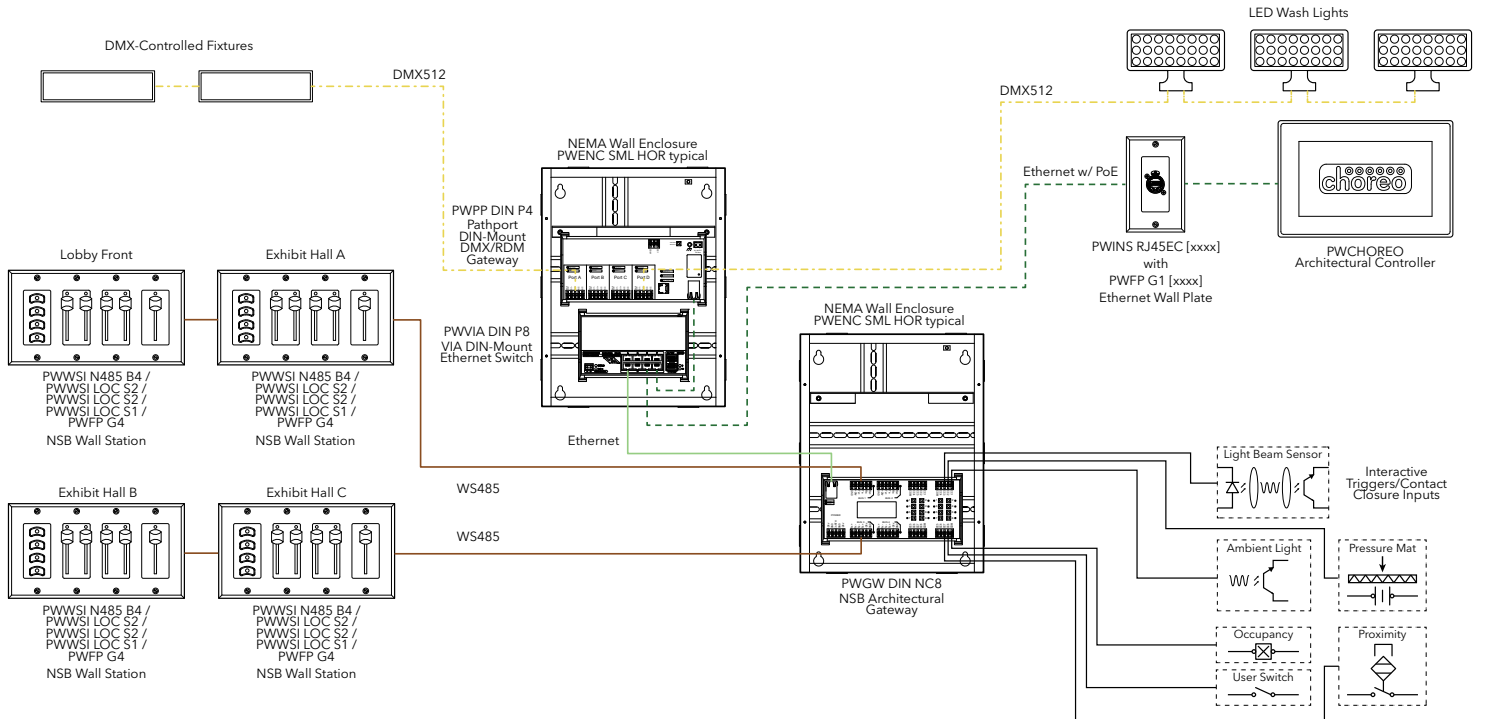 LED Wash Lights
DMX-Controlled Fixtures
DMX512
DMX512
NEMA Wall Enclosure
PWENC SML HOR typical
Ethernet w/ PoE
choreo
PWPP DIN P4
Pathport
DIN-Mount
DMX/RDM
Gateway
Port A
Port B
Port C
Port D
PWINS RJ45EC [xxxx]
with
PWFP G1 [xxxx]
Ethernet Wall Plate
PWCHOREO
Architectural Controller
Lobby Front
Exhibit Hall A
NEMA Wall Enclosure
PWENC SML HOR typical
PWVIA DIN P8
VIA DIN-Mount
Ethernet Switch
PWWSI N485 B4 /
PWWSI LOC S2 /
PWWSI LOC S2 /
PWWSI LOC S1 /
PWFP G4
NSB Wall Station
PWWSI N485 B4 /
PWWSI LOC S2 /
PWWSI LOC S2 /
PWWSI LOC S1 /
PWFP G4
NSB Wall Station
Ethernet
Light Beam Sensor
Interactive
Triggers/Contact
Closure Inputs
WS485
Exhibit Hall B
Exhibit Hall C
WS485
Ambient Light
Pressure Mat
PWGW DIN NC8
NSB Architectural
Gateway
PWWSI N485 B4 /
PWWSI LOC S2 /
PWWSI LOC S2 /
PWWSI LOC S1 /
PWFP G4
NSB Wall Station
PWWSI N485 B4 /
PWWSI LOC S2 /
PWWSI LOC S2 /
PWWSI LOC S1 /
PWFP G4
NSB Wall Station
Occupancy
Proximity
User Switch